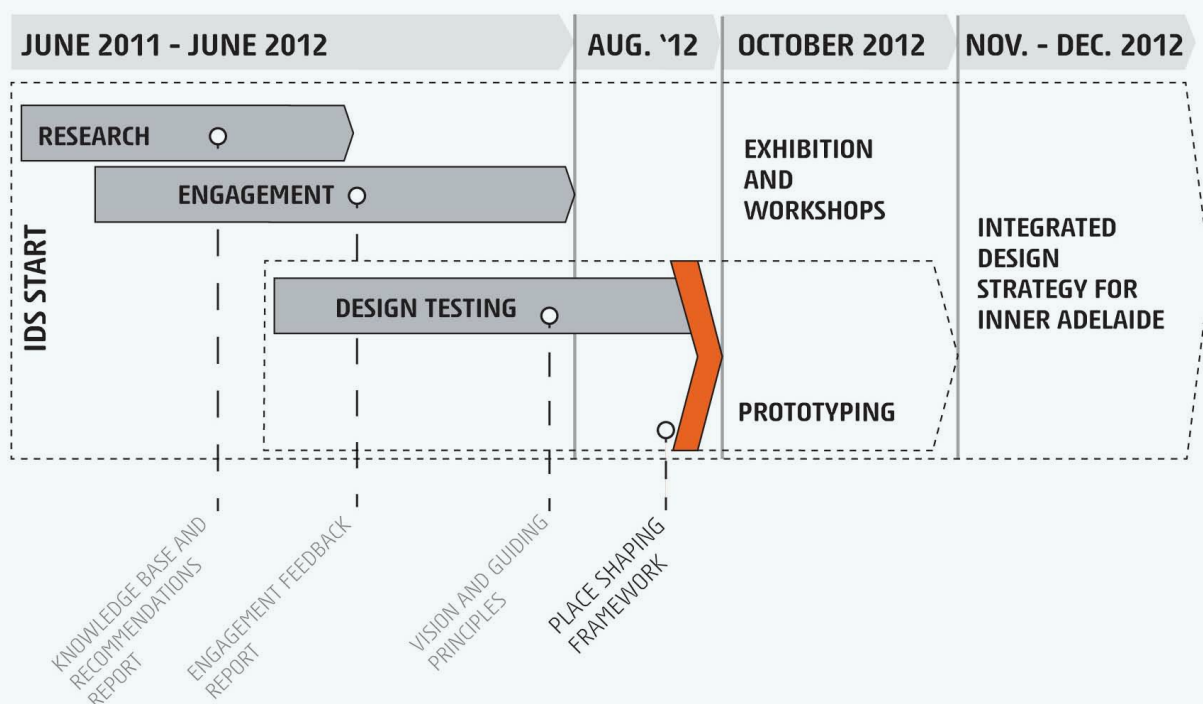 JUNE 2011 - JUNE 2012
AUG. ‘12
OCTOBER 2012
NOV. - DEC. 2012
IDS START
RESEARCH
ENGAGEMENT
DESIGN TESTING
EXHIBITION
AND
WORKSHOPS
PROTOTYPING
INTEGRATED
DESIGN
STRATEGY FOR
INNER ADELAIDE
KNOWLEDGE BASE AND
RECOMMENDATIONS
REPORT
ENGAGEMENT FEEDBACK
REPORT
VISION AND GUIDING
PRINCIPLES
PLACE SHAPING
FRAMEWORK